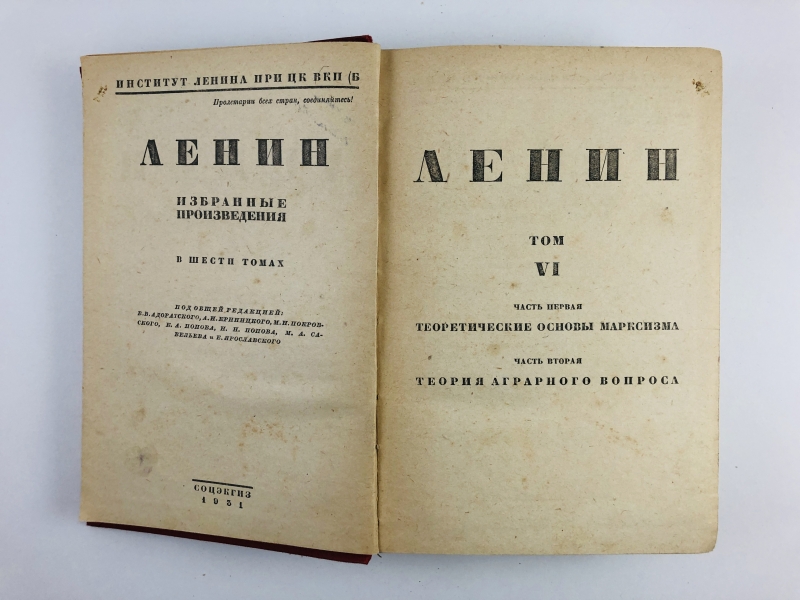 ИНСТИТУТ ЛЕНИНА ПРИ ЦК ВКП (Б
Пролетарии всех стран, соединяйтесь!
ЛЕНИН
ИЗБРАННЫЕ
ПРОИЗВЕДЕНИЯ
В ШЕСТИ ТОМАХ
ПОД ОБЩЕЙ РЕДАКЦИЕЙ:
В. В. АДОРАТСКОГО, А. И. КРИНИЦКОГО, М. Н. ПОКРОВ-
СКОГО, К. А. ПОПОВА, Н. Н. ПОПОВА, М. А. СА-
ВЕЛЬЕВА и Е. ЯРОСЛАВСКОГО
СОЦЭКГИЗ
1931
ЛЕНИН
ТОМ
VI
ЧАСТЬ ПЕРВАЯ
ТЕОРЕТИЧЕСКИЕ ОСНОВЫ МАРКСИЗМА
ЧАСТЬ ВТОРАЯ
ТЕОРИЯ АГРАРНОГО ВОПРОСА